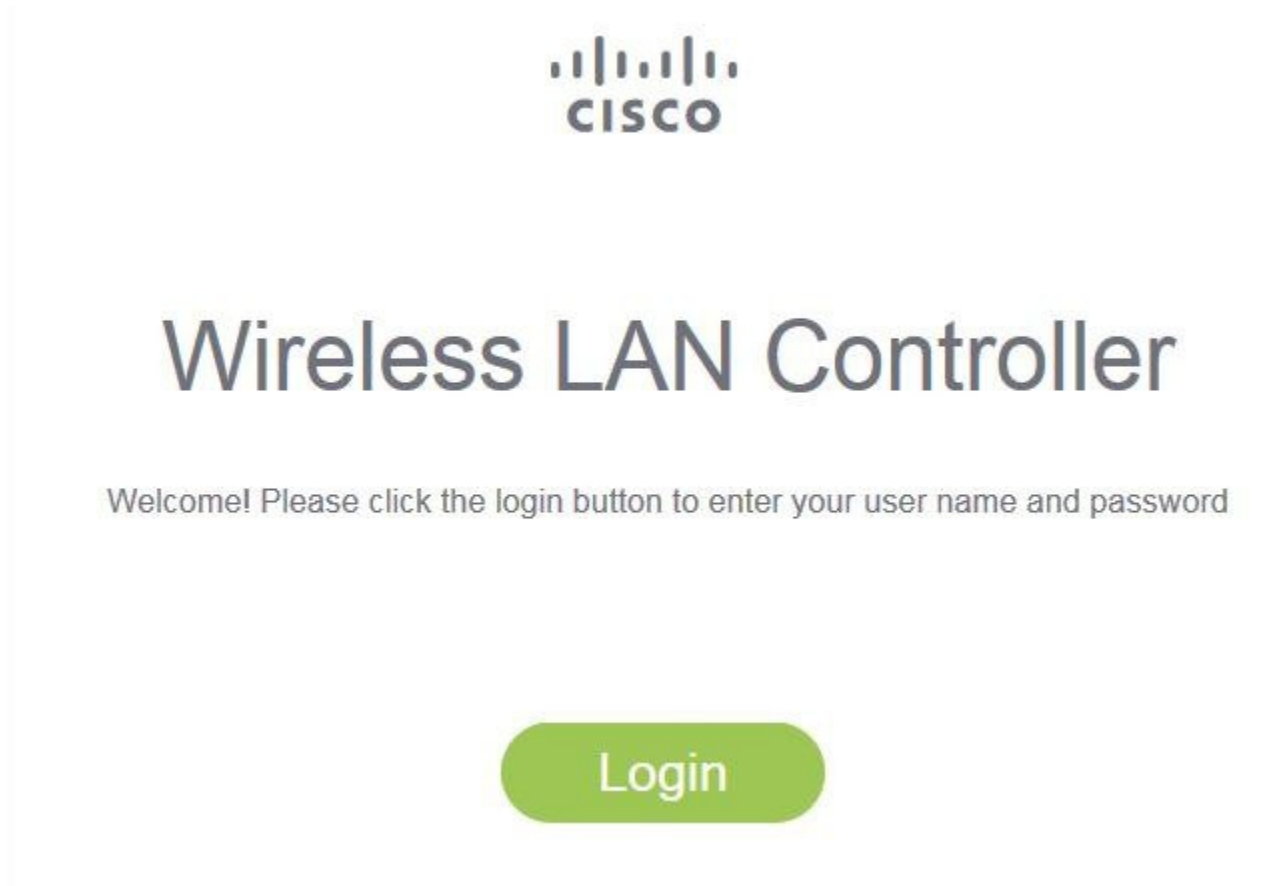 CISCO
Wireless LAN Controller
Welcome! Please click the login button to enter your user name and password
Login